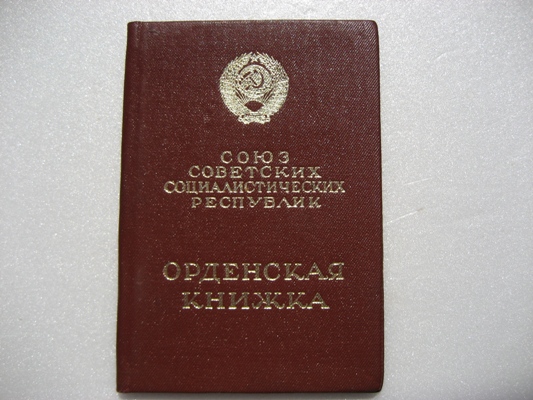 СОЮЗ
СОВЕТСКИХ
СОЦИАЛИСТИЧЕСКИХ
РЕСПУБЛИК
ОРДЕНСКАЯ
КНИЖКА